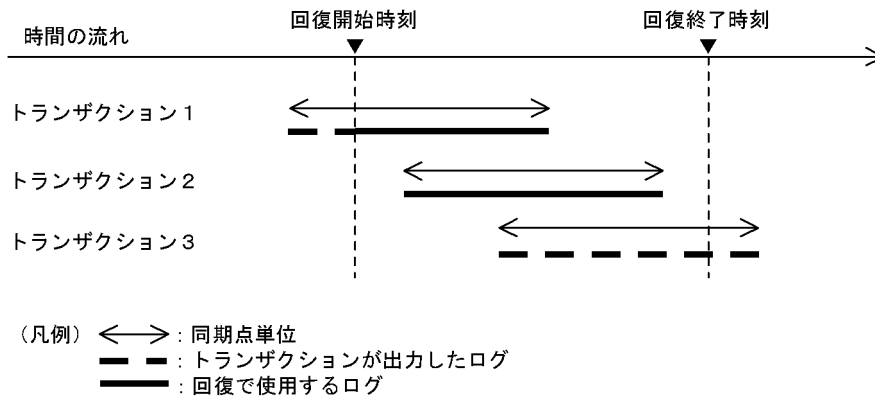 回復開始時刻
回復終了時刻
時間の流れ
トランザクション１
トランザクション２
トランザクション３
（凡例）
：同期点単位
：トランザクションが出力したログ
：回復で使用するログ